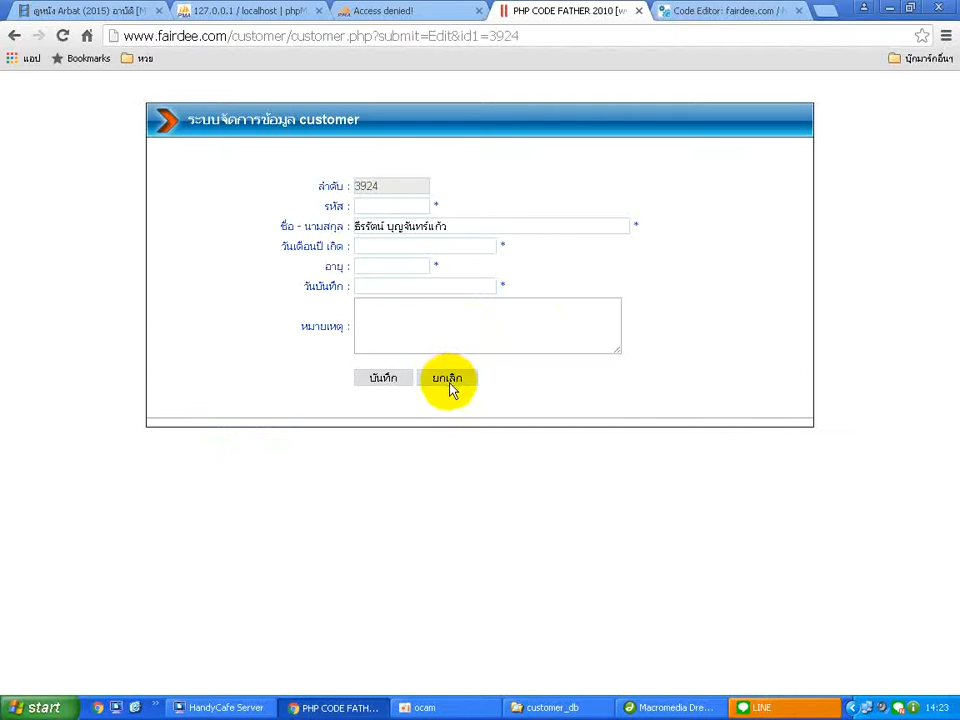 ดูหนัง Arbat (2015) อาบัติ [M
127.0.0.1 / localhost | phpM
Access denied!
PHP CODE FATHER 2010 [w
Code Editor: fairdee.com / h
www.fairdee.com/customer/customer.php?submit=Edit&id1=3924
แอป
Bookmarks
หวย
บุ๊กมาร์กอื่นๆ
ระบบจัดการข้อมูล customer
ลำดับ : 3924
รหัส : *
ชื่อ - นามสกุล : ธีรรัตน์ บุญจันทร์แก้ว *
วันเดือนปี เกิด : *
อายุ : *
วันบันทึก : *
หมายเหตุ :
บันทึก ยกเลิก
start
HandyCafe Server
PHP CODE FATH...
ocam
customer_db
Macromedia Dre...
LINE
14:23